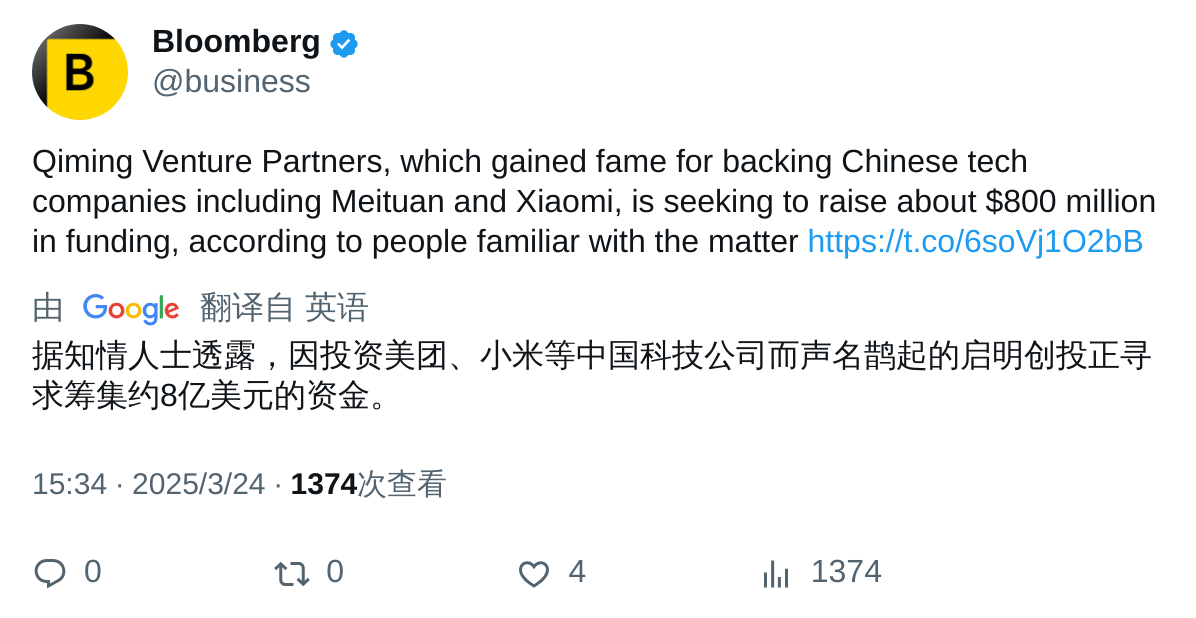 B
Bloomberg
@business
Qiming Venture Partners, which gained fame for backing Chinese tech
companies including Meituan and Xiaomi, is seeking to raise about $800 million
in funding, according to people familiar with the matter https://t.co/6soVj1O2bB
由 Google 翻译自 英语
据知情人士透露，因投资美团、小米等中国科技公司而声名鹊起的启明创投正寻
求筹集约8亿美元的资金。
15:34 · 2025/3/24 · 1374次查看
0 0 4 1374